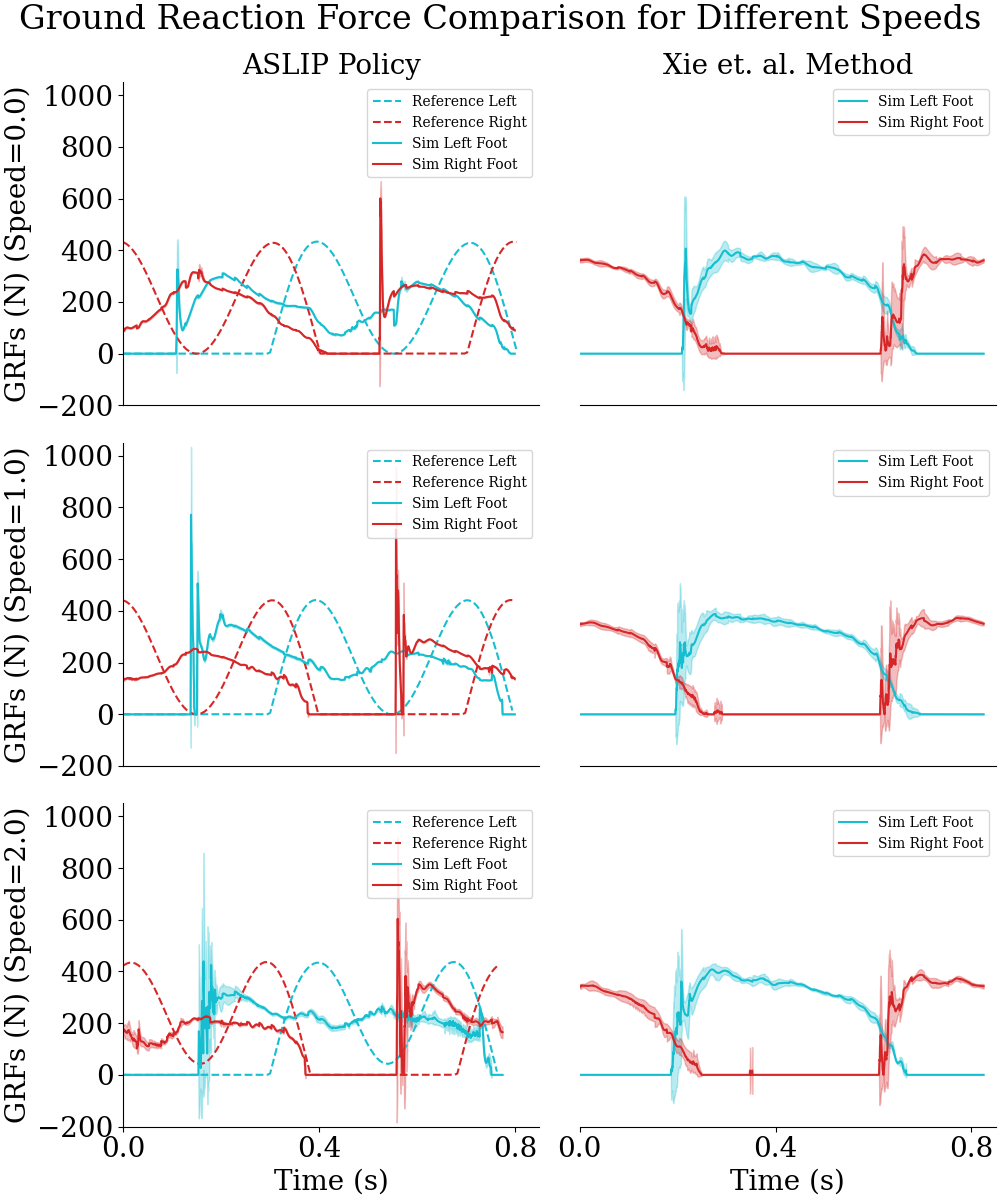 Ground Reaction Force Comparison for Different Speeds
ASLIP Policy
Xie et. al. Method
GRFs (N) (Speed=0.0)
1000
800
600
400
200
0
−200
Reference Left
Reference Right
Sim Left Foot
Sim Right Foot
Sim Left Foot
Sim Right Foot
GRFs (N) (Speed=1.0)
1000
800
600
400
200
0
−200
Reference Left
Reference Right
Sim Left Foot
Sim Right Foot
Sim Left Foot
Sim Right Foot
GRFs (N) (Speed=2.0)
1000
800
600
400
200
0
−200
Reference Left
Reference Right
Sim Left Foot
Sim Right Foot
Sim Left Foot
Sim Right Foot
0.0 0.4 0.8
Time (s)
0.0 0.4 0.8
Time (s)